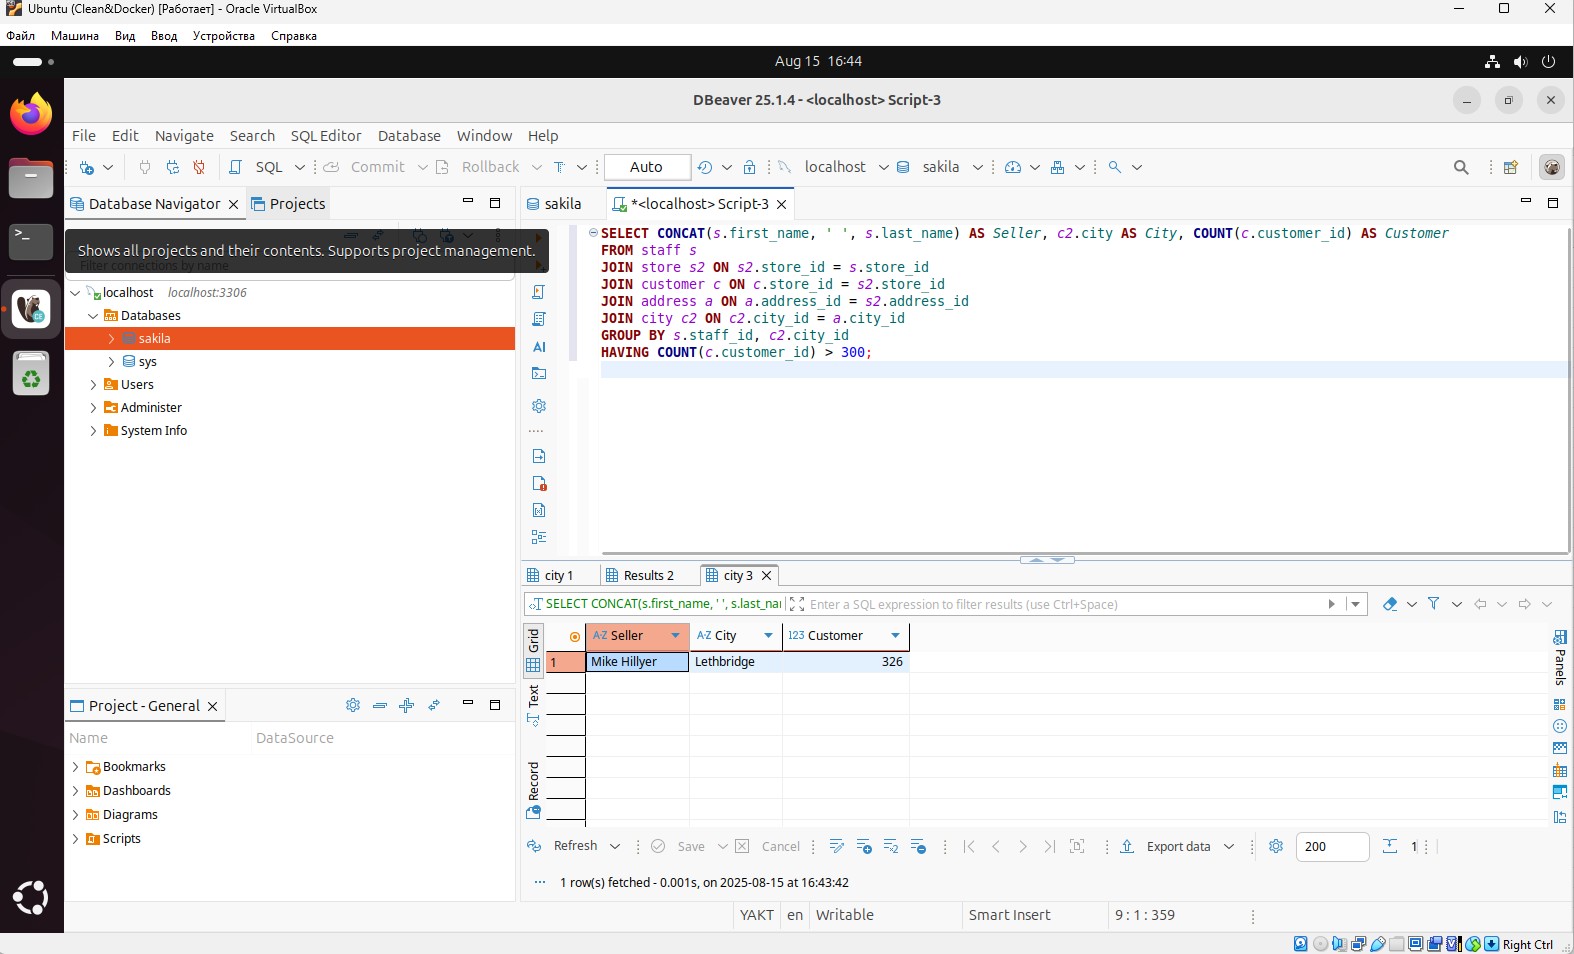 Ubuntu (Clean&Docker) [Работает] - Oracle VirtualBox
Файл Машина Вид Ввод Устройства Справка
Aug 15 16:44
DBeaver 25.1.4 - <localhost> Script-3
File Edit Navigate Search SQL Editor Database Window Help
SQL Commit Rollback Auto localhost sakila
Database Navigator Projects
sakila *<localhost> Script-3
Shows all projects and their contents. Supports project management.
Filter connections by name
localhost localhost:3306
Databases
sakila
sys
Users
Administer
System Info
SELECT CONCAT(s.first_name, ' ', s.last_name) AS Seller, c2.city AS City, COUNT(c.customer_id) AS Customer
FROM staff s
JOIN store s2 ON s2.store_id = s.store_id
JOIN customer c ON c.store_id = s2.store_id
JOIN address a ON a.address_id = s2.address_id
JOIN city c2 ON c2.city_id = a.city_id
GROUP BY s.staff_id, c2.city_id
HAVING COUNT(c.customer_id) > 300;
AI
city 1 Results 2 city 3
SELECT CONCAT(s.first_name, ' ', s.last_nar Enter a SQL expression to filter results (use Ctrl+Space)
Grid
Text
Record
AZ Seller AZ City 123 Customer
1 Mike Hillyer Lethbridge 326
Panels
Refresh Save Cancel Export data 200 1
1 row(s) fetched - 0.001s, on 2025-08-15 at 16:43:42
Project - General
Name DataSource
Bookmarks
Dashboards
Diagrams
Scripts
YAKT en Writable Smart Insert 9 : 1 : 359
Right Ctrl